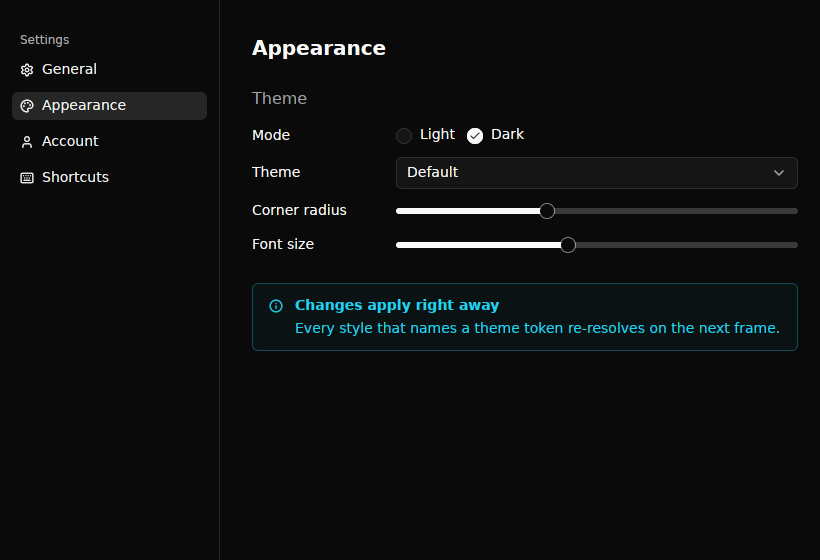 Settings
General
Appearance
Account
Shortcuts
Appearance
Theme
Mode
Light
Dark
Theme
Default
Corner radius
Font size
Changes apply right away
Every style that names a theme token re-resolves on the next frame.